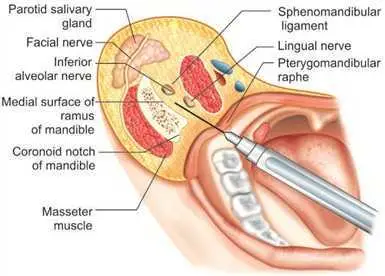 Parotid salivary
gland
Facial nerve
Inferior
alveolar nerve
Medial surface of
ramus
of mandible
Coronoid notch
of mandible
Masseter
muscle
Sphenomandibular
ligament
Lingual nerve
Pterygomandibular
raphe